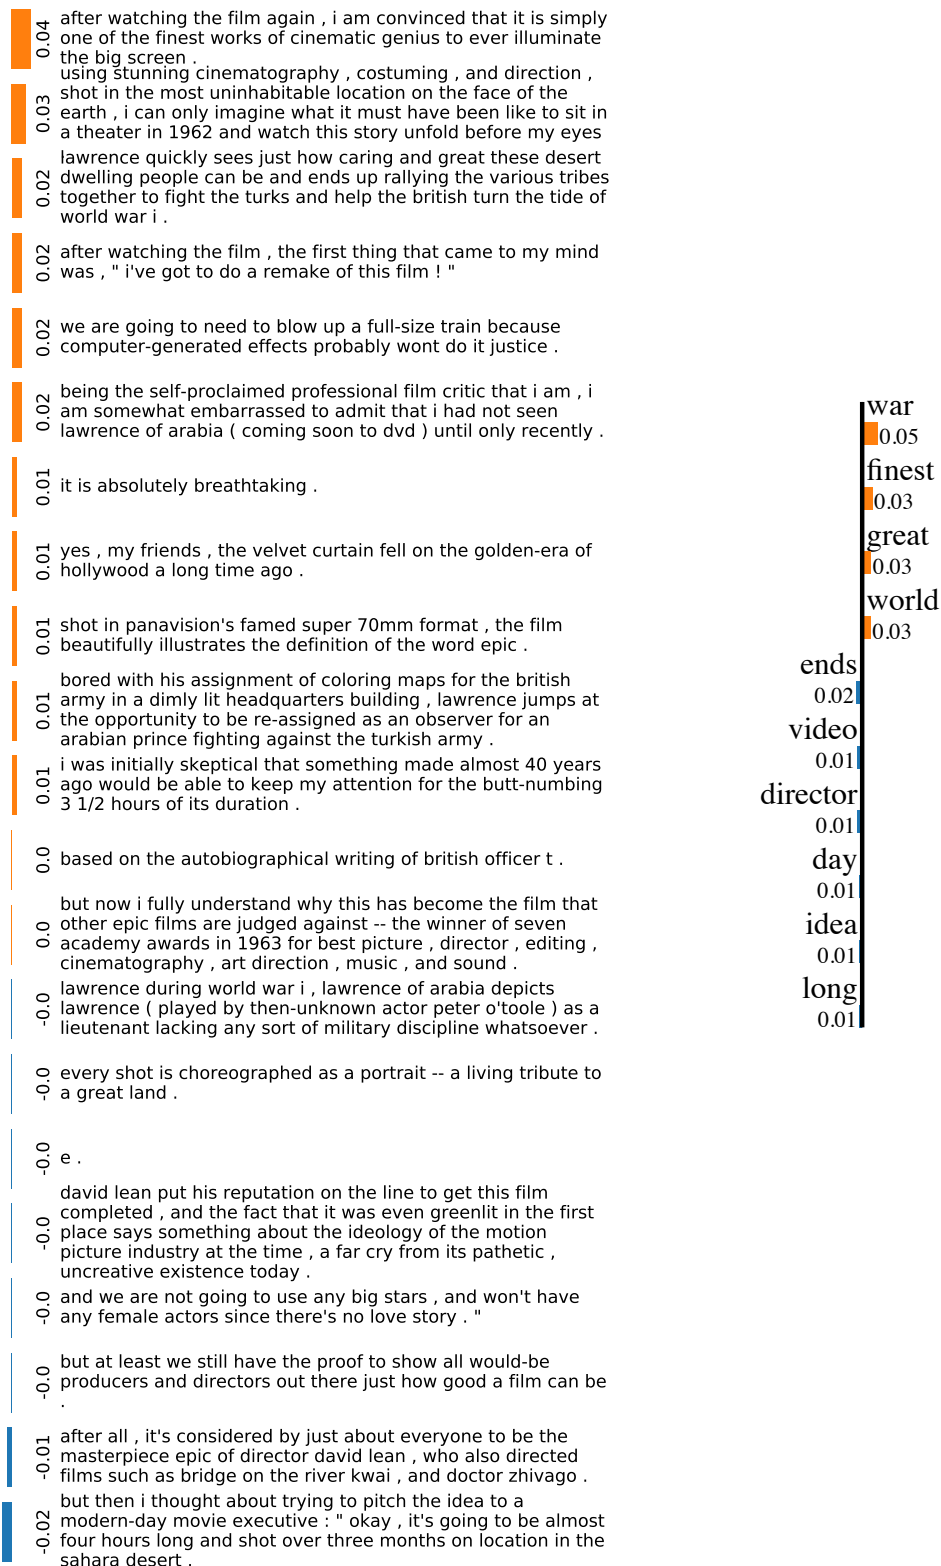 0.04
after watching the film again , i am convinced that it is simply
one of the finest works of cinematic genius to ever illuminate
the big screen .
0.03
using stunning cinematography , costuming , and direction ,
shot in the most uninhabitable location on the face of the
earth , i can only imagine what it must have been like to sit in
a theater in 1962 and watch this story unfold before my eyes
0.02
lawrence quickly sees just how caring and great these desert
dwelling people can be and ends up rallying the various tribes
together to fight the turks and help the british turn the tide of
world war i .
0.02
after watching the film , the first thing that came to my mind
was , " i've got to do a remake of this film ! "
0.02
we are going to need to blow up a full-size train because
computer-generated effects probably wont do it justice .
0.02
being the self-proclaimed professional film critic that i am , i
am somewhat embarrassed to admit that i had not seen
lawrence of arabia ( coming soon to dvd ) until only recently .
0.01
it is absolutely breathtaking .
0.01
yes , my friends , the velvet curtain fell on the golden-era of
hollywood a long time ago .
0.01
shot in panavision's famed super 70mm format , the film
beautifully illustrates the definition of the word epic .
0.01
bored with his assignment of coloring maps for the british
army in a dimly lit headquarters building , lawrence jumps at
the opportunity to be re-assigned as an observer for an
arabian prince fighting against the turkish army .
0.01
i was initially skeptical that something made almost 40 years
ago would be able to keep my attention for the butt-numbing
3 1/2 hours of its duration .
0.0
based on the autobiographical writing of british officer t .
0.0
but now i fully understand why this has become the film that
other epic films are judged against -- the winner of seven
academy awards in 1963 for best picture , director , editing ,
cinematography , art direction , music , and sound .
-0.0
lawrence during world war i , lawrence of arabia depicts
lawrence ( played by then-unknown actor peter o'toole ) as a
lieutenant lacking any sort of military discipline whatsoever .
-0.0
every shot is choreographed as a portrait -- a living tribute to
a great land .
-0.0
e .
-0.0
david lean put his reputation on the line to get this film
completed , and the fact that it was even greenlit in the first
place says something about the ideology of the motion
picture industry at the time , a far cry from its pathetic ,
uncreative existence today .
-0.0
and we are not going to use any big stars , and won't have
any female actors since there's no love story . "
-0.0
but at least we still have the proof to show all would-be
producers and directors out there just how good a film can be
.
-0.01
after all , it's considered by just about everyone to be the
masterpiece epic of director david lean , who also directed
films such as bridge on the river kwai , and doctor zhivago .
-0.02
but then i thought about trying to pitch the idea to a
modern-day movie executive : " okay , it's going to be almost
four hours long and shot over three months on location in the
sahara desert .
war
0.05
finest
0.03
great
0.03
world
0.03
ends
0.02
video
0.01
director
0.01
day
0.01
idea
0.01
long
0.01